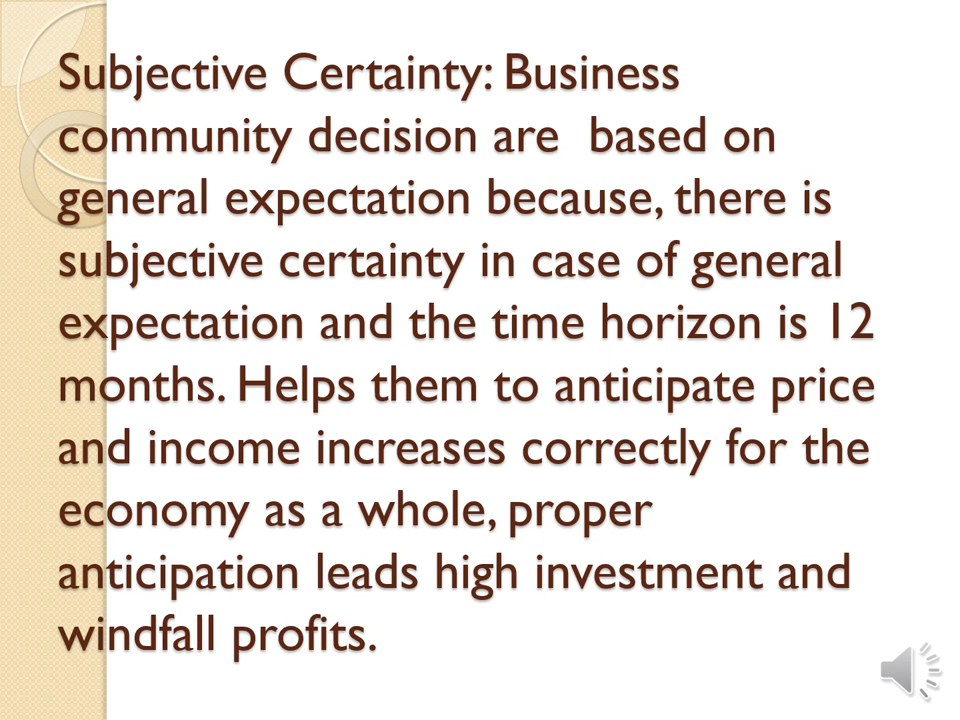 Subjective Certainty: Business
community decision are  based on
general expectation because, there is
subjective certainty in case of general
expectation and the time horizon is 12
months. Helps them to anticipate price
and income increases correctly for the
economy as a whole, proper
anticipation leads high investment and
windfall profits.